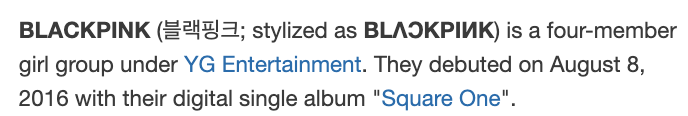 BLACKPINK (블랙핑크; stylized as BLɅƆKPIИK) is a four-member
girl group under YG Entertainment. They debuted on August 8,
2016 with their digital single album "Square One".